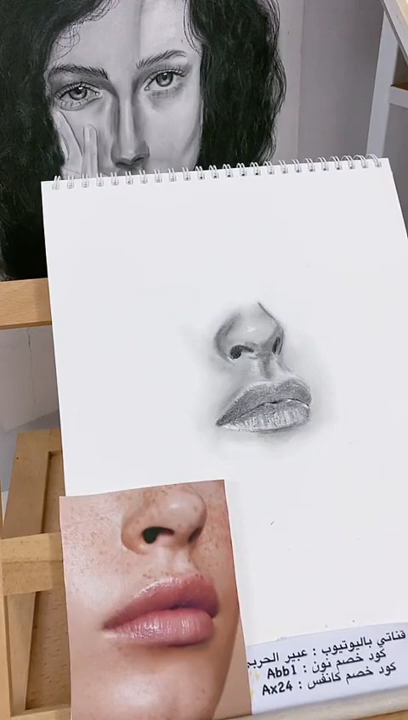 قناتي باليوتيوب : عبير الحربي
كود خصم نون : Abb1
كود خصم كانفس : Ax24